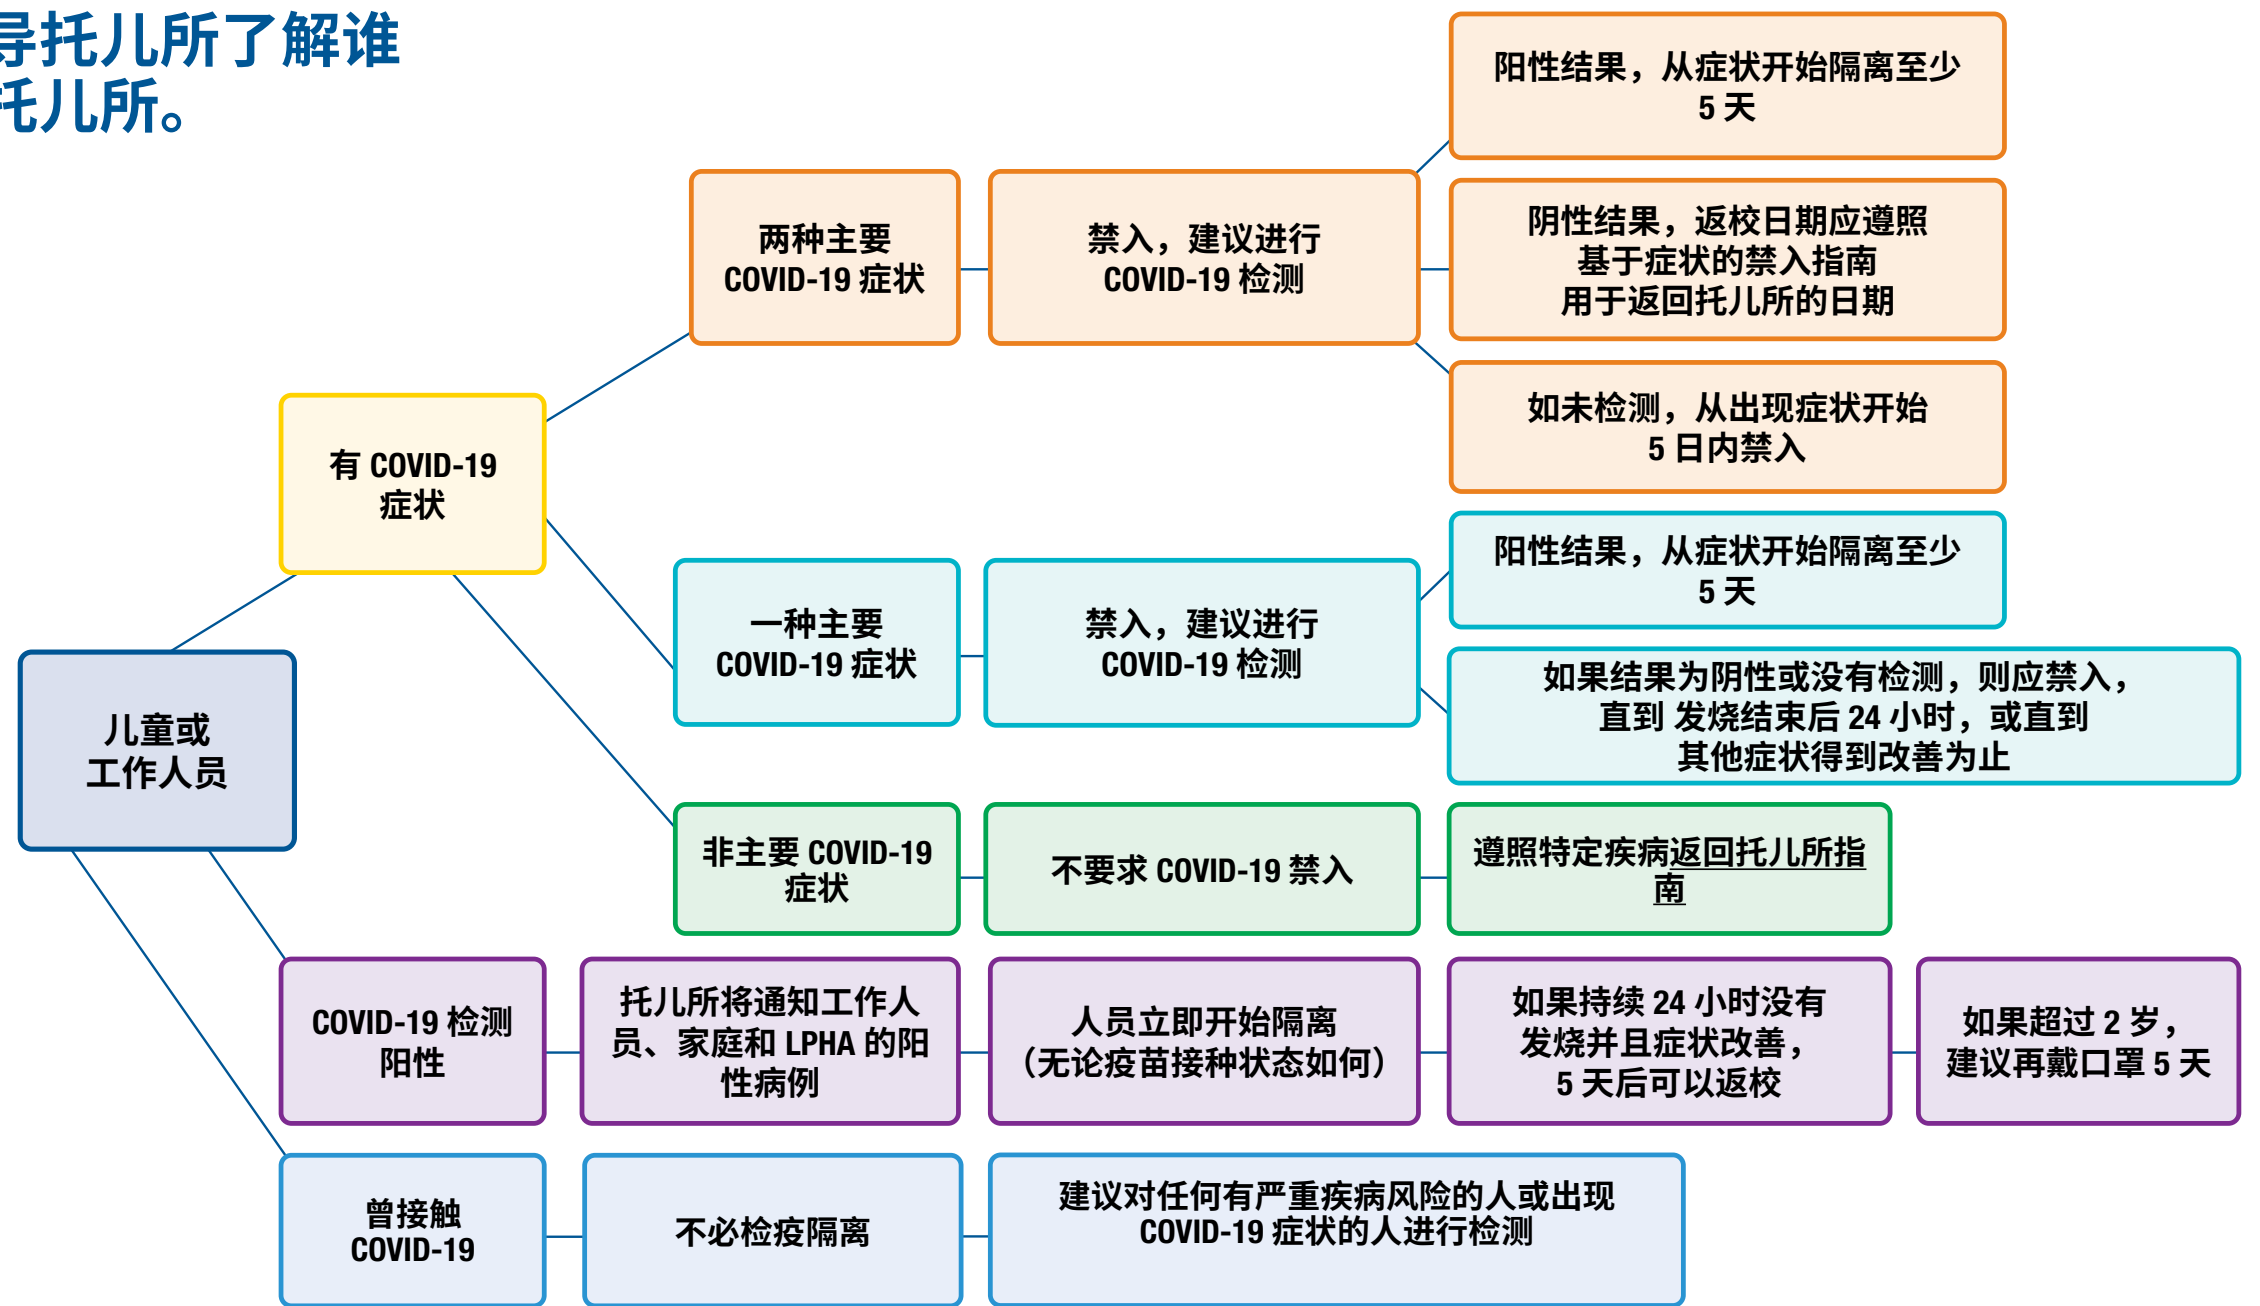 导托儿所了解谁
托儿所。
阳性结果，从症状开始隔离至少
5 天
两种主要
COVID-19 症状
禁入，建议进行
COVID-19 检测
阴性结果，返校日期应遵照
基于症状的禁入指南
用于返回托儿所的日期
如未检测，从出现症状开始
5 日内禁入
有 COVID-19
症状
阳性结果，从症状开始隔离至少
5 天
一种主要
COVID-19 症状
禁入，建议进行
COVID-19 检测
如果结果为阴性或没有检测，则应禁入，
直到 发烧结束后 24 小时，或直到
其他症状得到改善为止
儿童或
工作人员
非主要 COVID-19
症状
不要求 COVID-19 禁入
遵照特定疾病返回托儿所指
南
COVID-19 检测
阳性
托儿所将通知工作人
员、家庭和 LPHA 的阳
性病例
人员立即开始隔离
（无论疫苗接种状态如何）
如果持续 24 小时没有
发烧并且症状改善，
5 天后可以返校
如果超过 2 岁，
建议再戴口罩 5 天
曾接触
COVID-19
不必检疫隔离
建议对任何有严重疾病风险的人或出现
COVID-19 症状的人进行检测